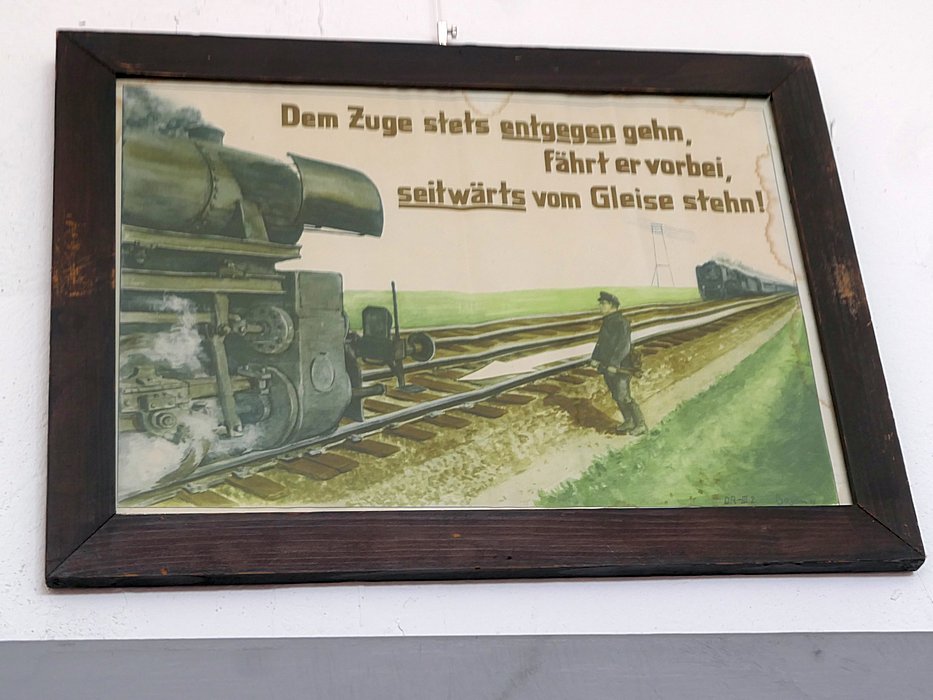 Dem Zuge stets entgegen gehn,
fährt er vorbei,
seitwärts vom Gleise stehn!